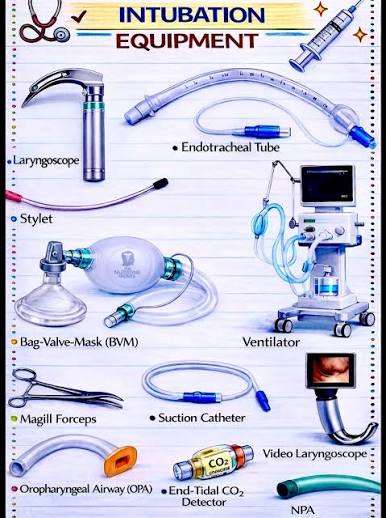 INTUBATION
EQUIPMENT
• Laryngoscope
• Endotracheal Tube
• Stylet
• Bag-Valve-Mask (BVM)
Ventilator
• Magill Forceps
• Suction Catheter
Video Laryngoscope
• Oropharyngeal Airway (OPA)
CO₂
• End-Tidal CO₂
Detector
NPA